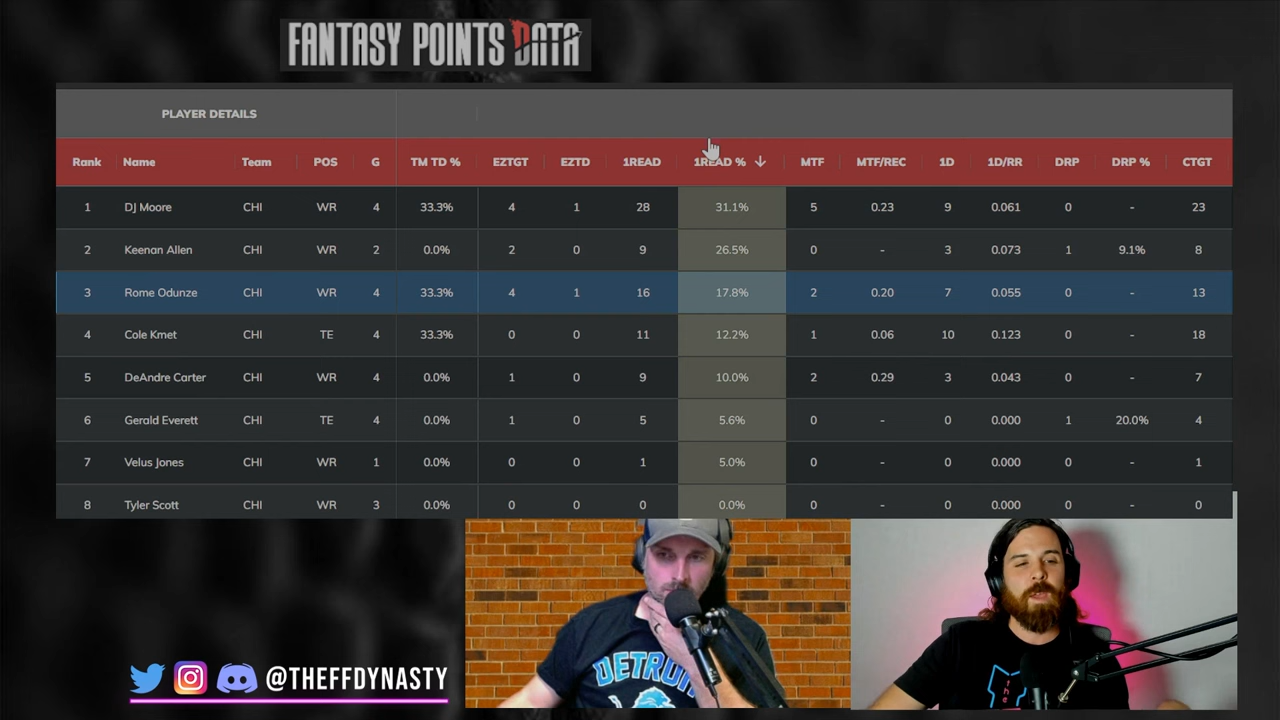 FANTASY POINTS DATA
PLAYER DETAILS
Rank Name Team POS G TM TD % EZTGT EZTD 1READ 1READ % MTF MTF/REC 1D 1D/RR DRP DRP % CTGT
1 DJ Moore CHI WR 4 33.3% 4 1 28 31.1% 5 0.23 9 0.061 0 - 23
2 Keenan Allen CHI WR 2 0.0% 2 0 9 26.5% 0 - 3 0.073 1 9.1% 8
3 Rome Odunze CHI WR 4 33.3% 4 1 16 17.8% 2 0.20 7 0.055 0 - 13
4 Cole Kmet CHI TE 4 33.3% 0 0 11 12.2% 1 0.06 10 0.123 0 - 18
5 DeAndre Carter CHI WR 4 0.0% 1 0 9 10.0% 2 0.29 3 0.043 0 - 7
6 Gerald Everett CHI TE 4 0.0% 1 0 5 5.6% 0 - 0 0.000 1 20.0% 4
7 Velus Jones CHI WR 1 0.0% 0 0 1 5.0% 0 - 0 0.000 0 - 1
8 Tyler Scott CHI WR 3 0.0% 0 0 0 0.0% 0 - 0 0.000 0 - 0
DETROI
the
@THEFFDYNASTY